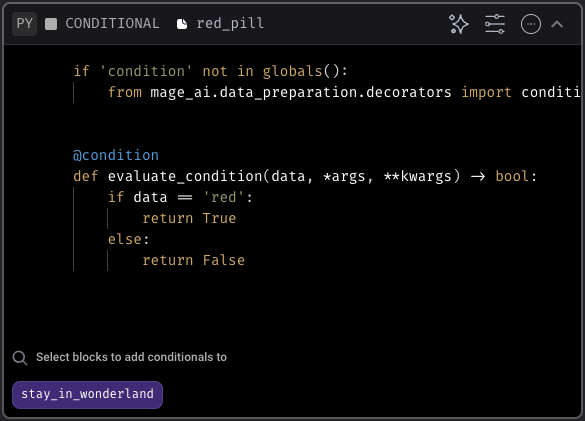 PY CONDITIONAL red_pill
if 'condition' not in globals():
from mage_ai.data_preparation.decorators import conditi
@condition
def evaluate_condition(data, *args, **kwargs) -> bool:
if data == 'red':
return True
else:
return False
Select blocks to add conditionals to
stay_in_wonderland